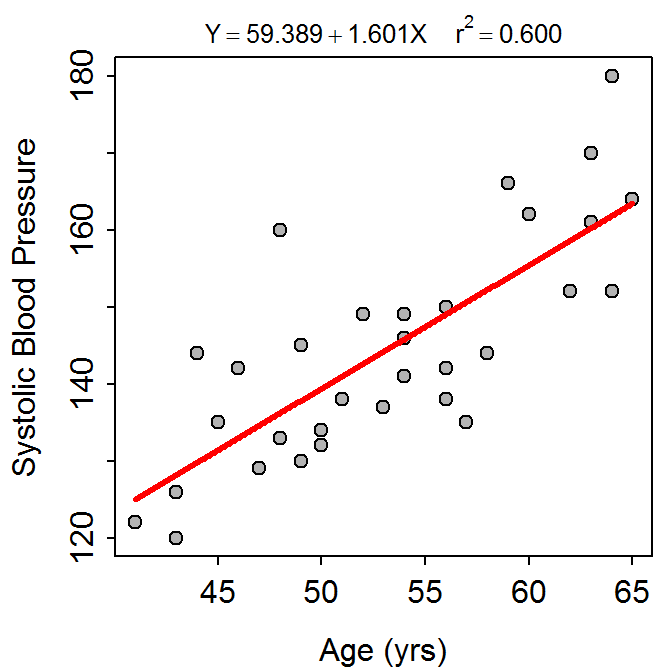 Y = 59.389 + 1.601X r² = 0.600
Systolic Blood Pressure
180
160
140
120
45 50 55 60 65
Age (yrs)